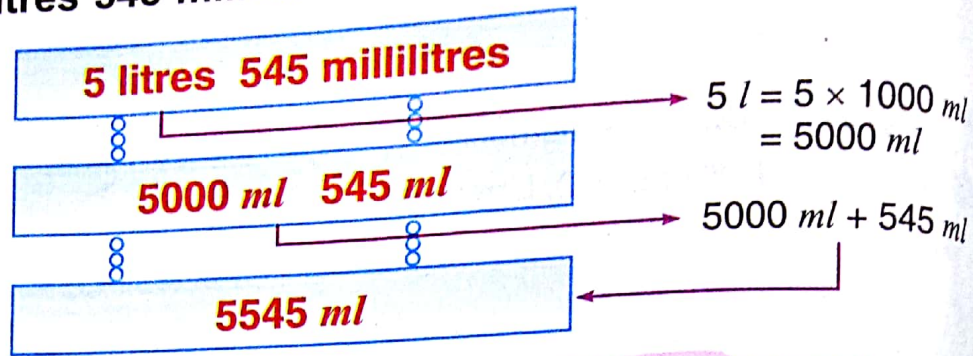 5 litres 545 millilitres
5 l = 5 × 1000 ml
= 5000 ml
5000 ml 545 ml
5000 ml + 545 ml
5545 ml